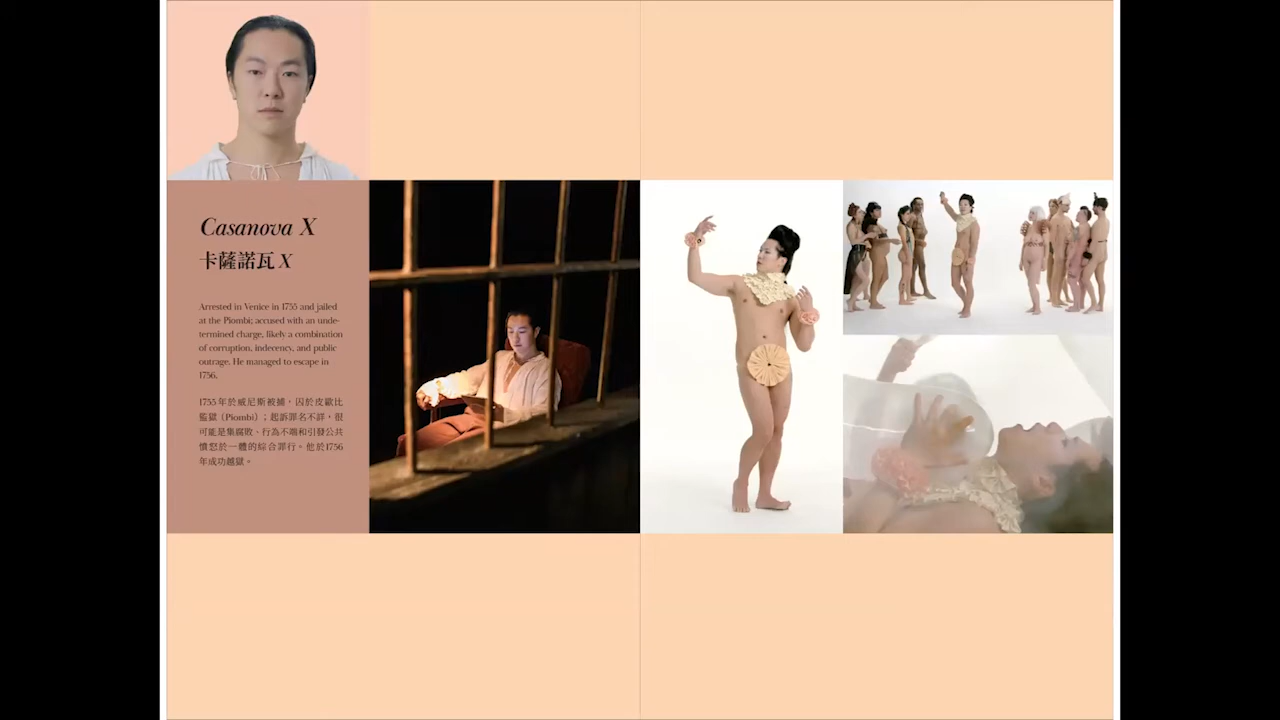 Casanova X
卡薩諾瓦 X
Arrested in Venice in 1755 and jailed
at the Piombi; accused with an unde-
termined charge, likely a combination
of corruption, indecency, and public
outrage. He managed to escape in
1756.
1755 年於威尼斯被捕，囚於皮歐比
監獄（Piombi）；起訴罪名不詳，很
可能是集腐敗、行為不端和引發公共
憤怒於一體的綜合罪行。他於1756
年成功越獄。